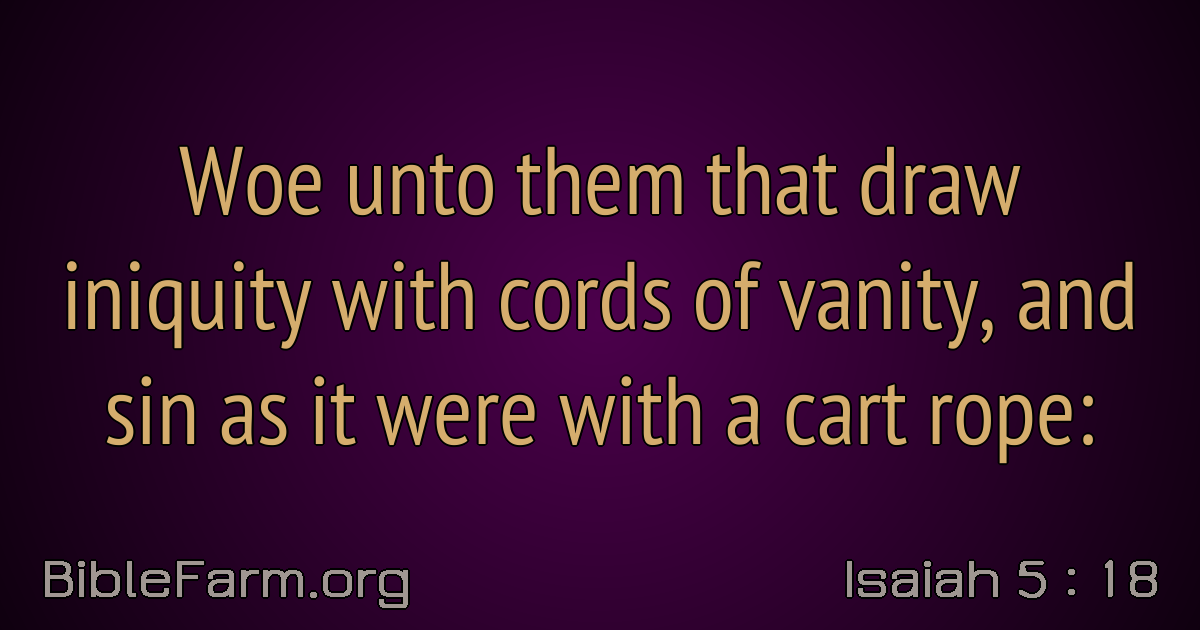 Woe unto them that draw
iniquity with cords of vanity, and
sin as it were with a cart rope:
BibleFarm.org
Isaiah 5 : 18